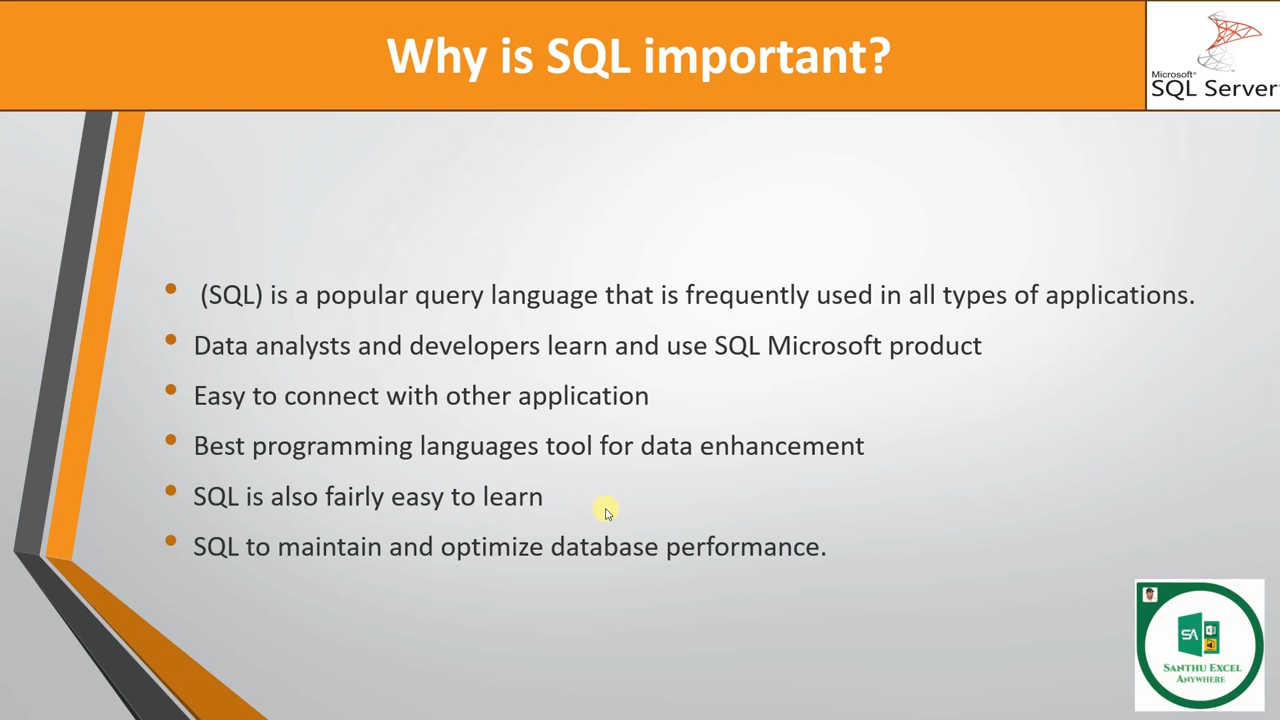 Why is SQL important?
Microsoft®
SQL Server
(SQL) is a popular query language that is frequently used in all types of applications.
Data analysts and developers learn and use SQL Microsoft product
Easy to connect with other application
Best programming languages tool for data enhancement
SQL is also fairly easy to learn
SQL to maintain and optimize database performance.
SA
SANTHU EXCEL
ANYWHERE